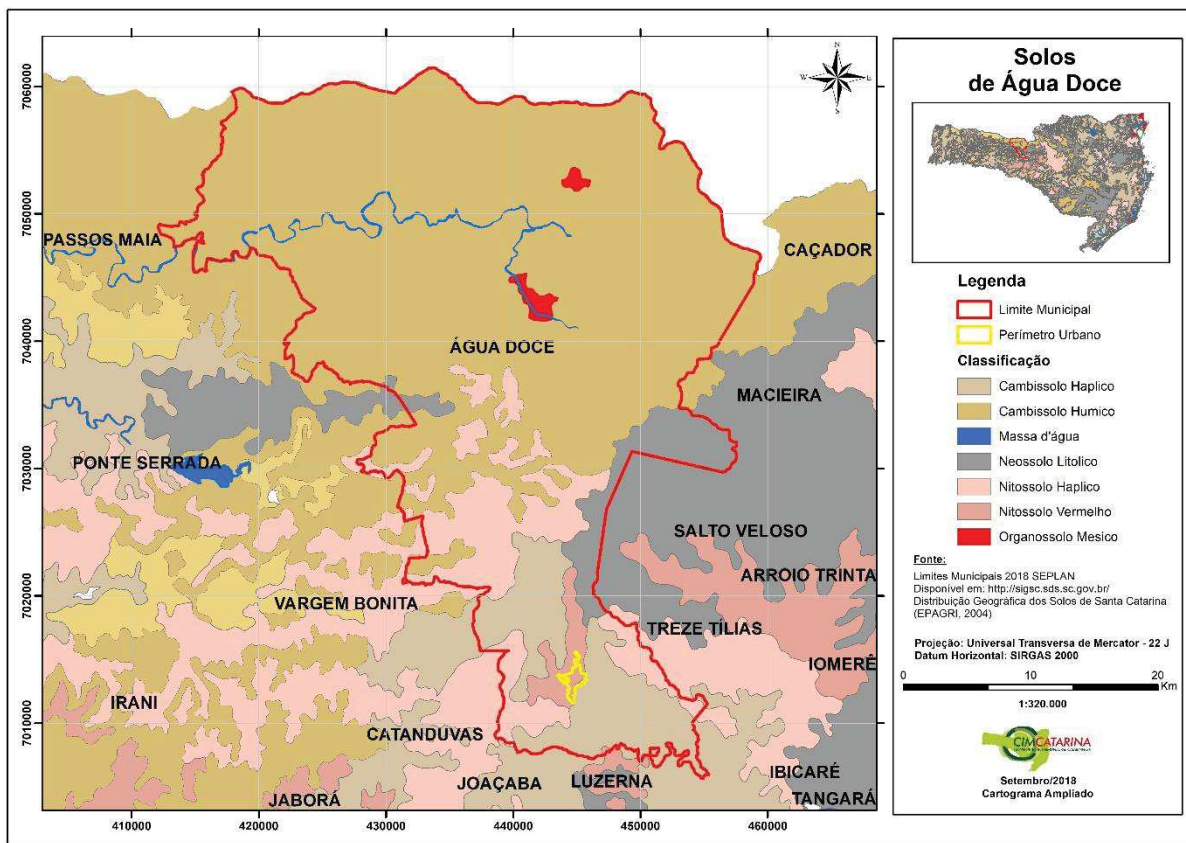 Solos
de Água Doce
N
W
E
S
7060000
7050000
7040000
7030000
7020000
7010000
PASSOS MAIA
CAÇADOR
ÁGUA DOCE
MACIEIRA
PONTE SERRADA
SALTO VELOSO
ARROIO TRINTA
VARGEM BONITA
TREZE TÍLIAS
IOMERÊ
IRANI
CATANDUVAS
JOAÇABA
LUZERNA
IBICARÉ
JABORÁ
TANGARÁ
410000
420000
430000
440000
450000
460000
Legenda
Limite Municipal
Perímetro Urbano
Classificação
Cambissolo Haplico
Cambissolo Humico
Massa d'água
Neossolo Litolico
Nitossolo Haplico
Nitossolo Vermelho
Organossolo Mesico
Fonte:
Limites Municipais 2018 SEPLAN
Disponível em: http://sigsc.sds.sc.gov.br/
Distribuição Geográfica dos Solos de Santa Catarina
(EPAGRI, 2004)
Projeção: Universal Transversa de Mercator - 22 J
Datum Horizontal: SIRGAS 2000
0 10 20
Km
1:320.000
CIMCATARINA
Setembro/2018
Cartograma Ampliado